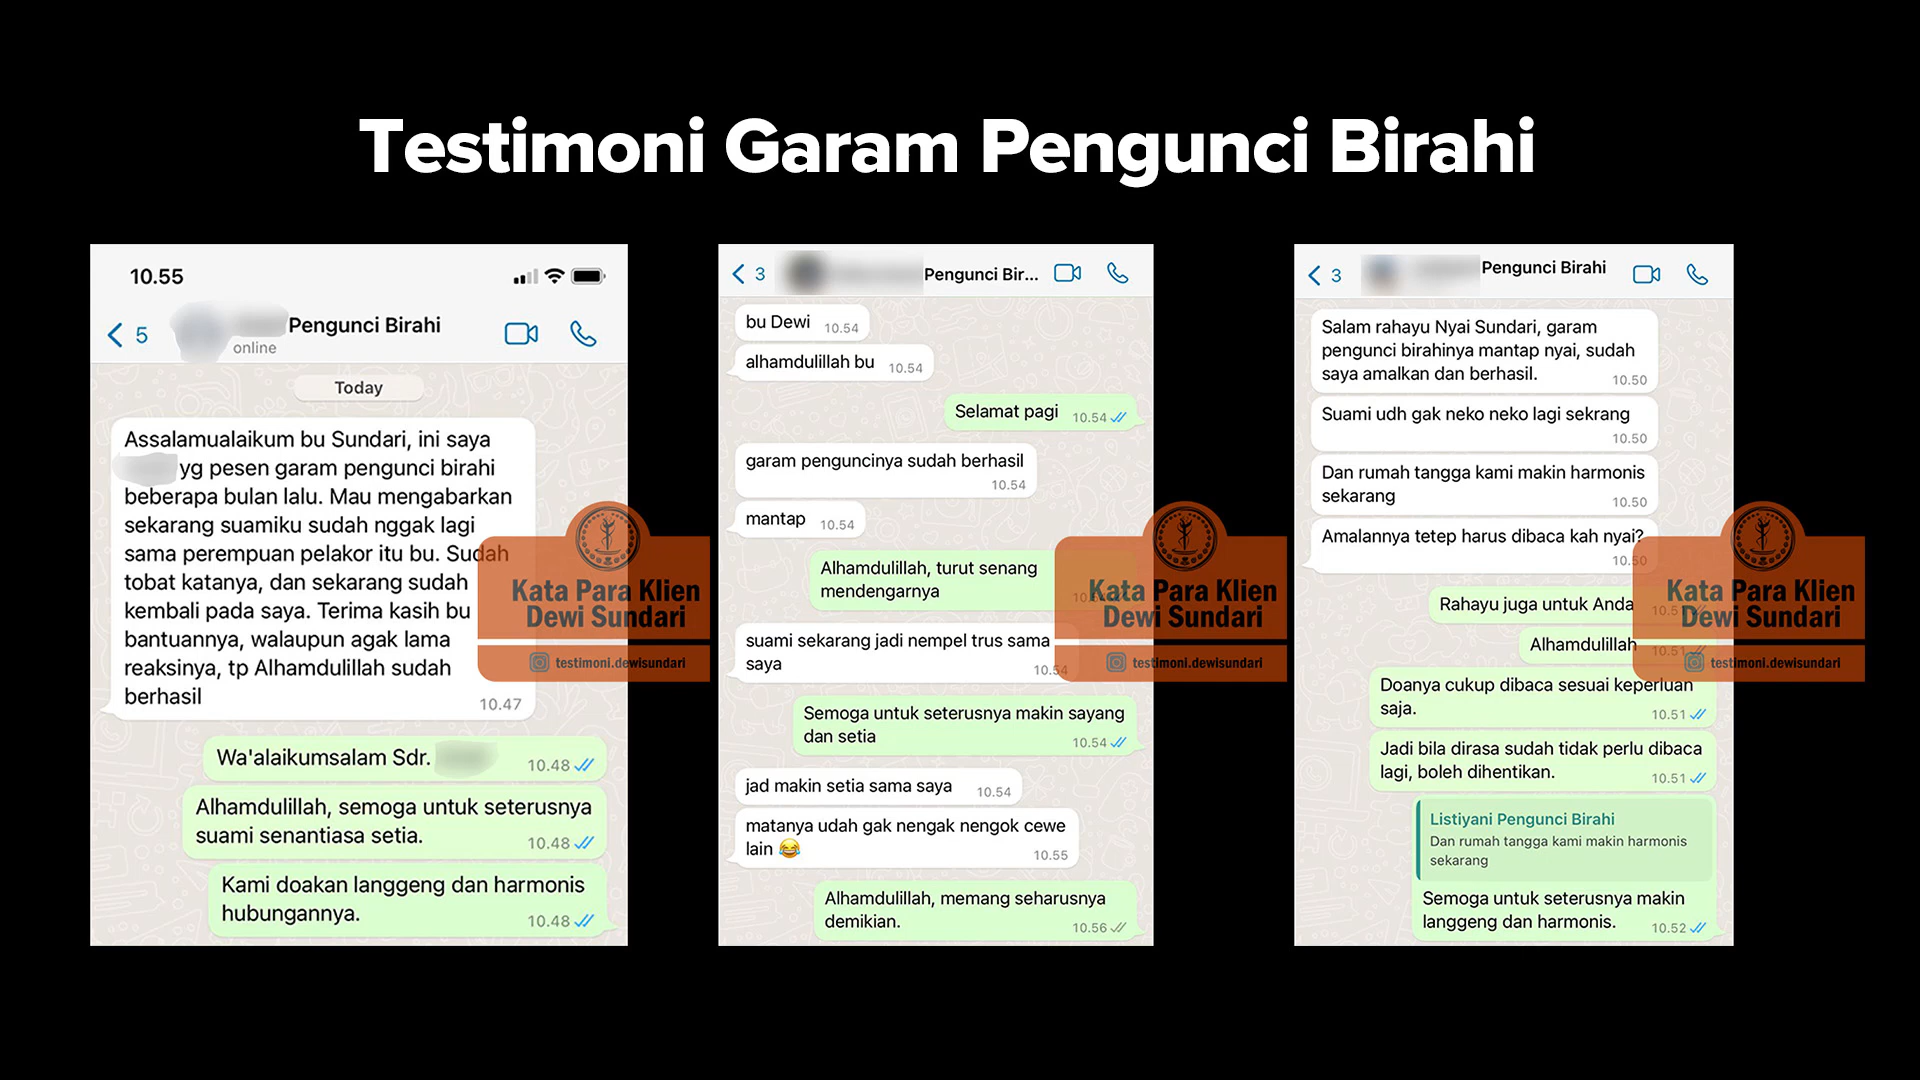 Testimoni Garam Pengunci Birahi
10.55
5
Pengunci Birahi
online
Today
Assalamualaikum bu Sundari, ini saya
yg pesen garam pengunci birahi
beberapa bulan lalu. Mau mengabarkan
sekarang suamiku sudah nggak lagi
sama perempuan pelakor itu bu. Sudah
tobat katanya, dan sekarang sudah
kembali pada saya. Terima kasih bu
bantuannya, walaupun agak lama
reaksinya, tp Alhamdulillah sudah
berhasil
10.47
Wa'alaikumsalam Sdr.
10.48
Alhamdulillah, semoga untuk seterusnya
suami senantiasa setia.
10.48
Kami doakan langgeng dan harmonis
hubungannya.
10.48
Kata Para Klien
Dewi Sundari
testimoni.dewisundari
3
Pengunci Bir...
bu Dewi
10.54
alhamdulillah bu
10.54
Selamat pagi
10.54
garam penguncinya sudah berhasil
10.54
mantap
10.54
Alhamdulillah, turut senang
mendengarnya
suami sekarang jadi nempel trus sama
saya
10.54
Semoga untuk seterusnya makin sayang
dan setia
10.54
jad makin setia sama saya
10.54
matanya udah gak nengak nengok cewe
lain 😂
10.55
Alhamdulillah, memang seharusnya
demikian.
10.56
Kata Para Klien
Dewi Sundari
testimoni.dewisundari
3
Pengunci Birahi
Salam rahayu Nyai Sundari, garam
pengunci birahinya mantap nyai, sudah
saya amalkan dan berhasil.
10.50
Suami udh gak neko neko lagi sekrang
10.50
Dan rumah tangga kami makin harmonis
sekarang
10.50
Amalannya tetep harus dibaca kah nyai?
10.50
Rahayu juga untuk Anda
Alhamdulillah
10.51
Doanya cukup dibaca sesuai keperluan
saja.
10.51
Jadi bila dirasa sudah tidak perlu dibaca
lagi, boleh dihentikan.
10.51
Listiyani Pengunci Birahi
Dan rumah tangga kami makin harmonis
sekarang
Semoga untuk seterusnya makin
langgeng dan harmonis.
10.52
Kata Para Klien
Dewi Sundari
testimoni.dewisundari